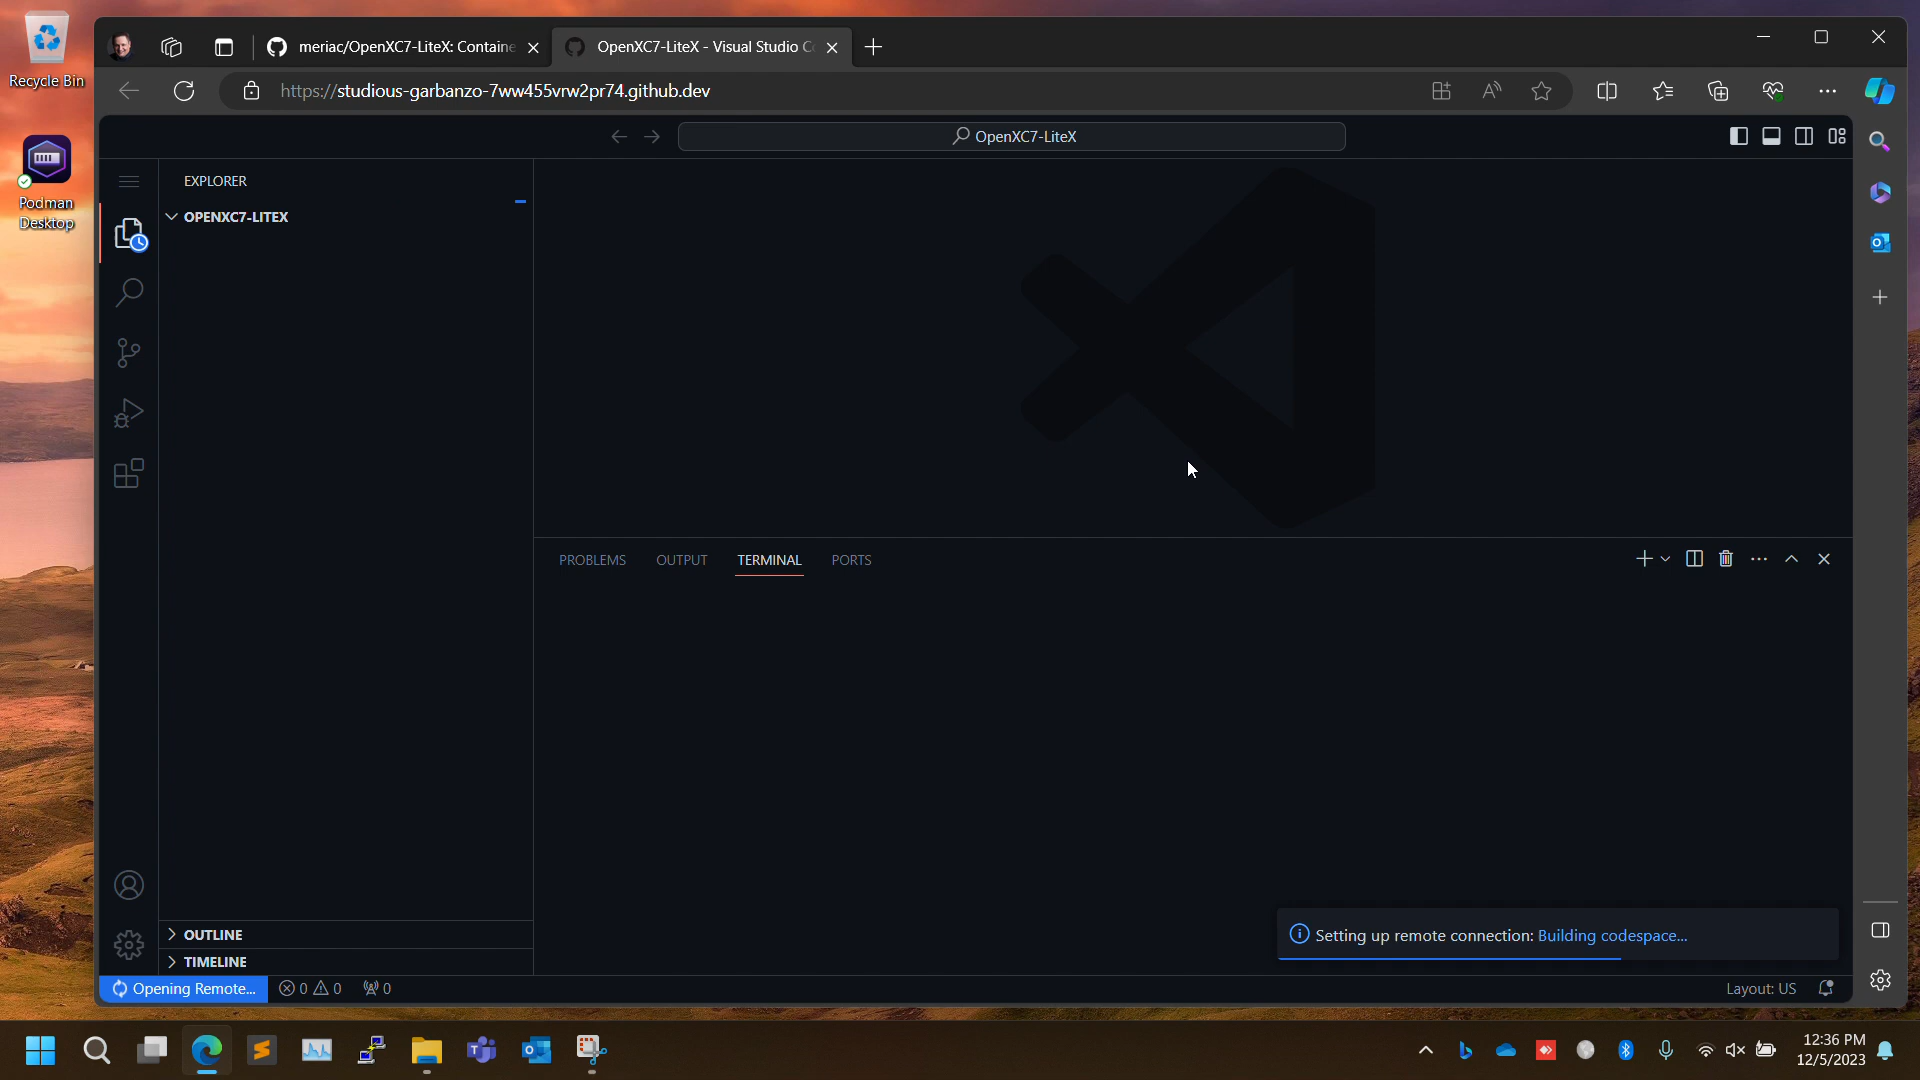 Recycle Bin
Podman
Desktop
meriac/OpenXC7-LiteX: Containe
OpenXC7-LiteX - Visual Studio C
https://studious-garbanzo-7ww455vrw2pr74.github.dev
OpenXC7-LiteX
EXPLORER
OPENXC7-LITEX
PROBLEMS
OUTPUT
TERMINAL
PORTS
OUTLINE
TIMELINE
Setting up remote connection: Building codespace...
Opening Remote...
0
0
0
Layout: US
12:36 PM
12/5/2023